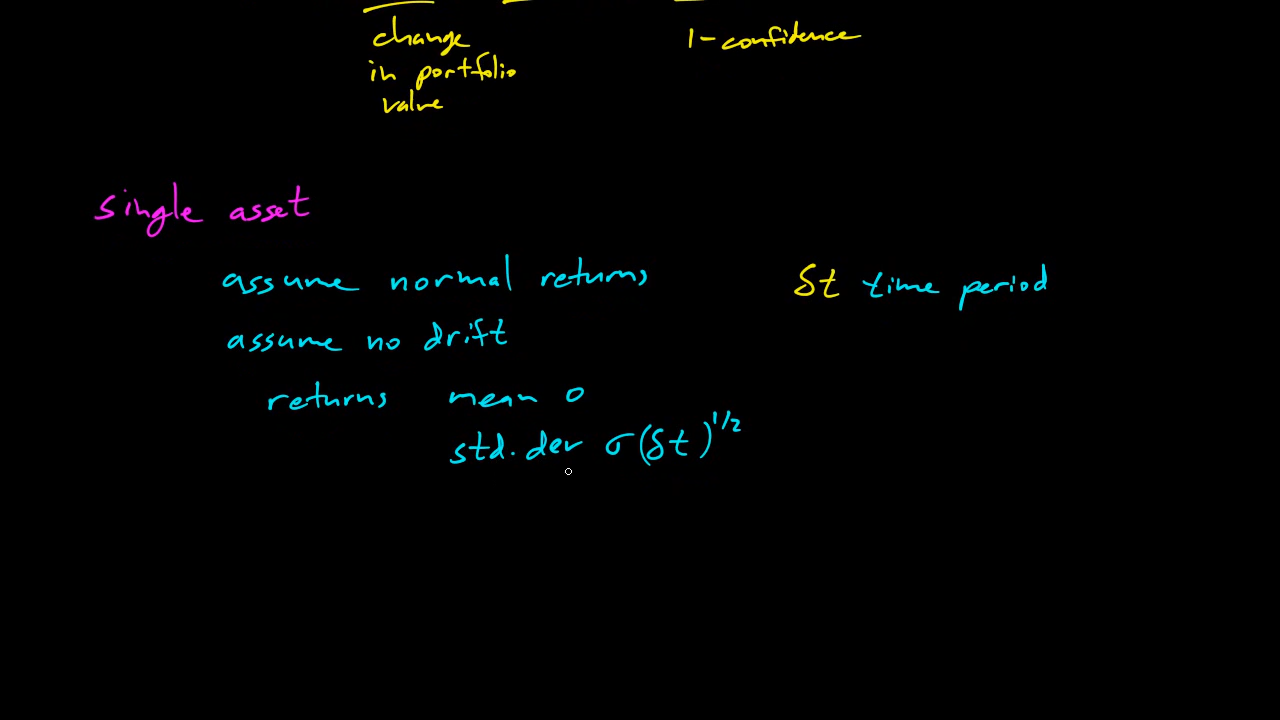 change
in portfolio
value
1-confidence
single asset
assume normal returns
δt time period
assume no drift
returns mean 0
std.dev σ(δt)^1/2